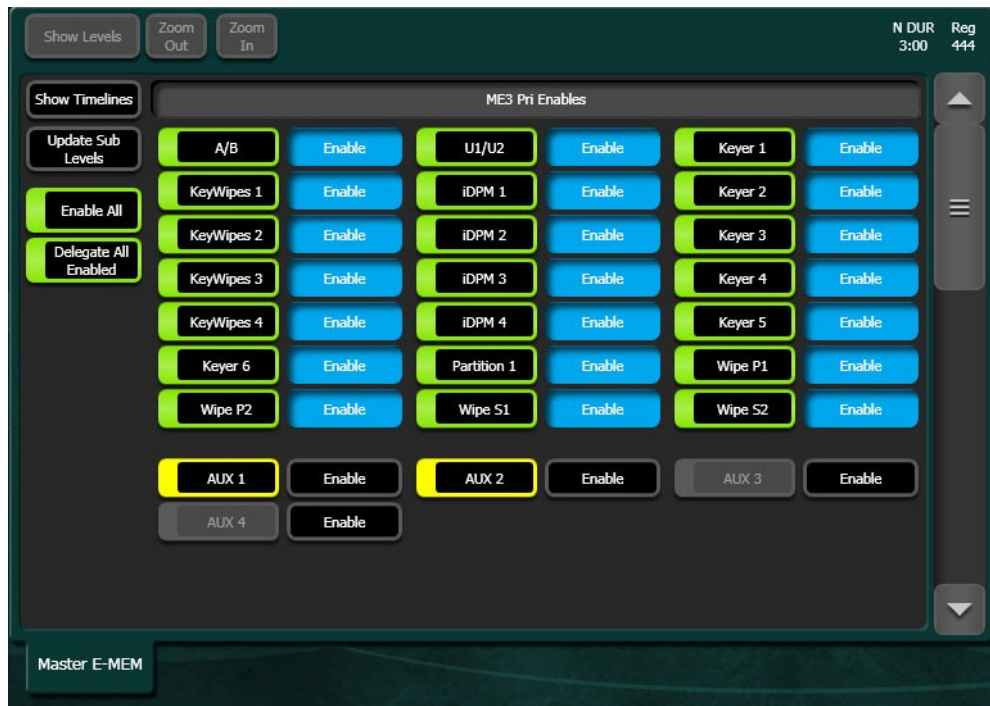 Show Levels
Zoom
Out
Zoom
In
N DUR
3:00
Reg
444
Show Timelines
ME3 Pri Enables
Update Sub
Levels
Enable All
Delegate All
Enabled
A/B Enable U1/U2 Enable Keyer 1 Enable
KeyWipes 1 Enable iDPM 1 Enable Keyer 2 Enable
KeyWipes 2 Enable iDPM 2 Enable Keyer 3 Enable
KeyWipes 3 Enable iDPM 3 Enable Keyer 4 Enable
KeyWipes 4 Enable iDPM 4 Enable Keyer 5 Enable
Keyer 6 Enable Partition 1 Enable Wipe P1 Enable
Wipe P2 Enable Wipe S1 Enable Wipe S2 Enable
AUX 1 Enable AUX 2 Enable AUX 3 Enable
AUX 4 Enable
Master E-MEM